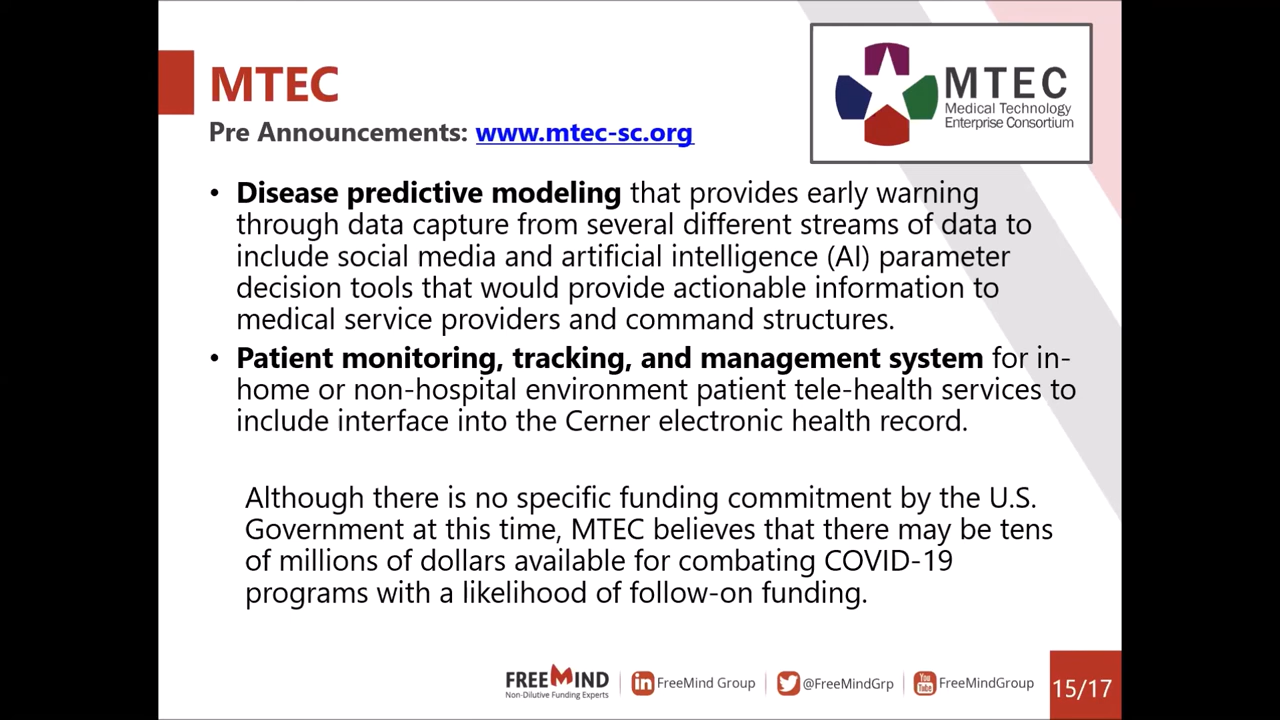 MTEC
Pre Announcements: www.mtec-sc.org
MTEC
Medical Technology
Enterprise Consortium
• Disease predictive modeling that provides early warning
through data capture from several different streams of data to
include social media and artificial intelligence (AI) parameter
decision tools that would provide actionable information to
medical service providers and command structures.
• Patient monitoring, tracking, and management system for in-
home or non-hospital environment patient tele-health services to
include interface into the Cerner electronic health record.
Although there is no specific funding commitment by the U.S.
Government at this time, MTEC believes that there may be tens
of millions of dollars available for combating COVID-19
programs with a likelihood of follow-on funding.
FREEMIND
Non-Dilutive Funding Experts
in FreeMind Group
@FreeMindGrp
You Tube FreeMindGroup
15/17